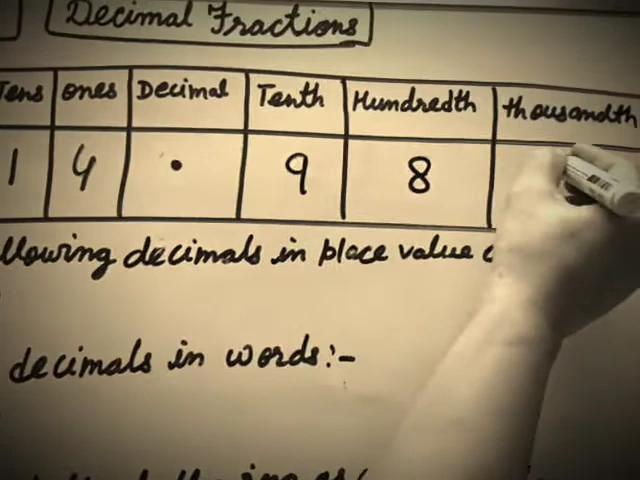 Decimal Fractions
Tens ones Decimal Tenth Hundredth thousandth
1 4 . 9 8
llowing decimals in place value
decimals in words:-